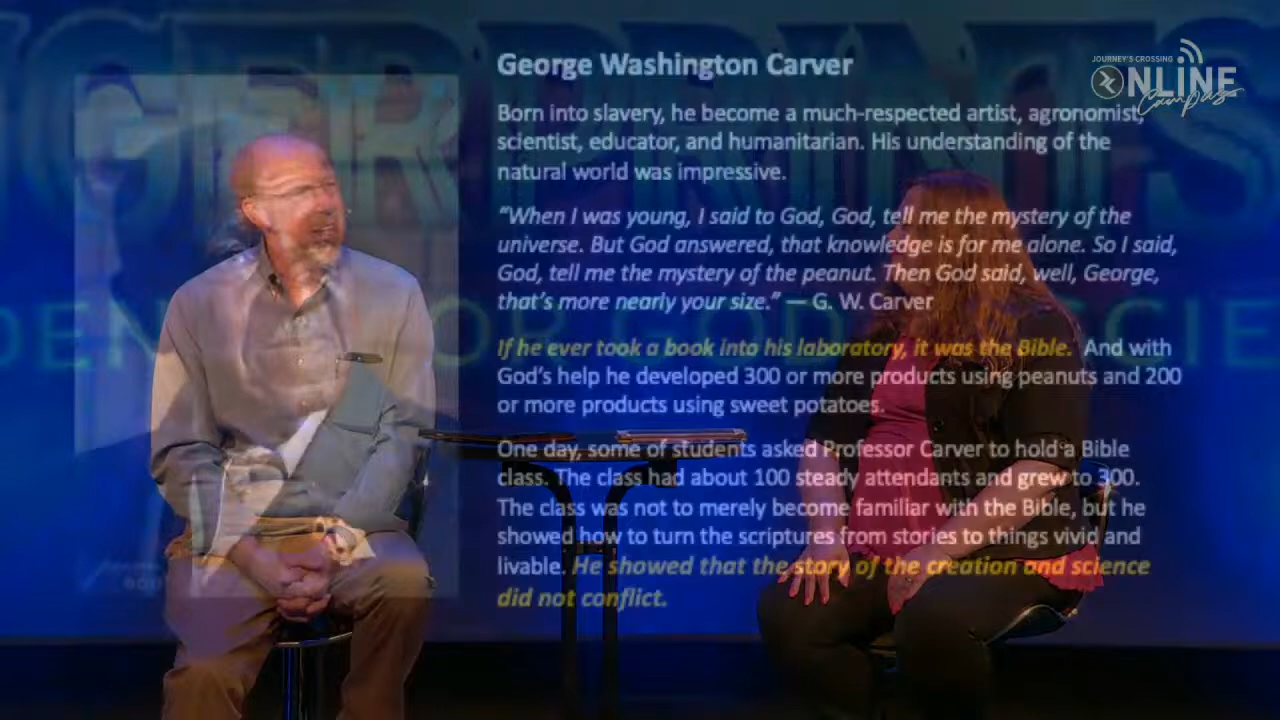 GERPRINTS
JOURNEY'S CROSSING
ONLINE
Campus
George Washington Carver
Born into slavery, he become a much-respected artist, agronomist,
scientist, educator, and humanitarian. His understanding of the
natural world was impressive.
“When I was young, I said to God, God, tell me the mystery of the
universe. But God answered, that knowledge is for me alone. So I said,
God, tell me the mystery of the peanut. Then God said, well, George,
that’s more nearly your size.” — G. W. Carver
If he ever took a book into his laboratory, it was the Bible. And with
God’s help he developed 300 or more products using peanuts and 200
or more products using sweet potatoes.
One day, some of students asked Professor Carver to hold a Bible
class. The class had about 100 steady attendants and grew to 300.
The class was not to merely become familiar with the Bible, but he
showed how to turn the scriptures from stories to things vivid and
livable. He showed that the story of the creation and science
did not conflict.